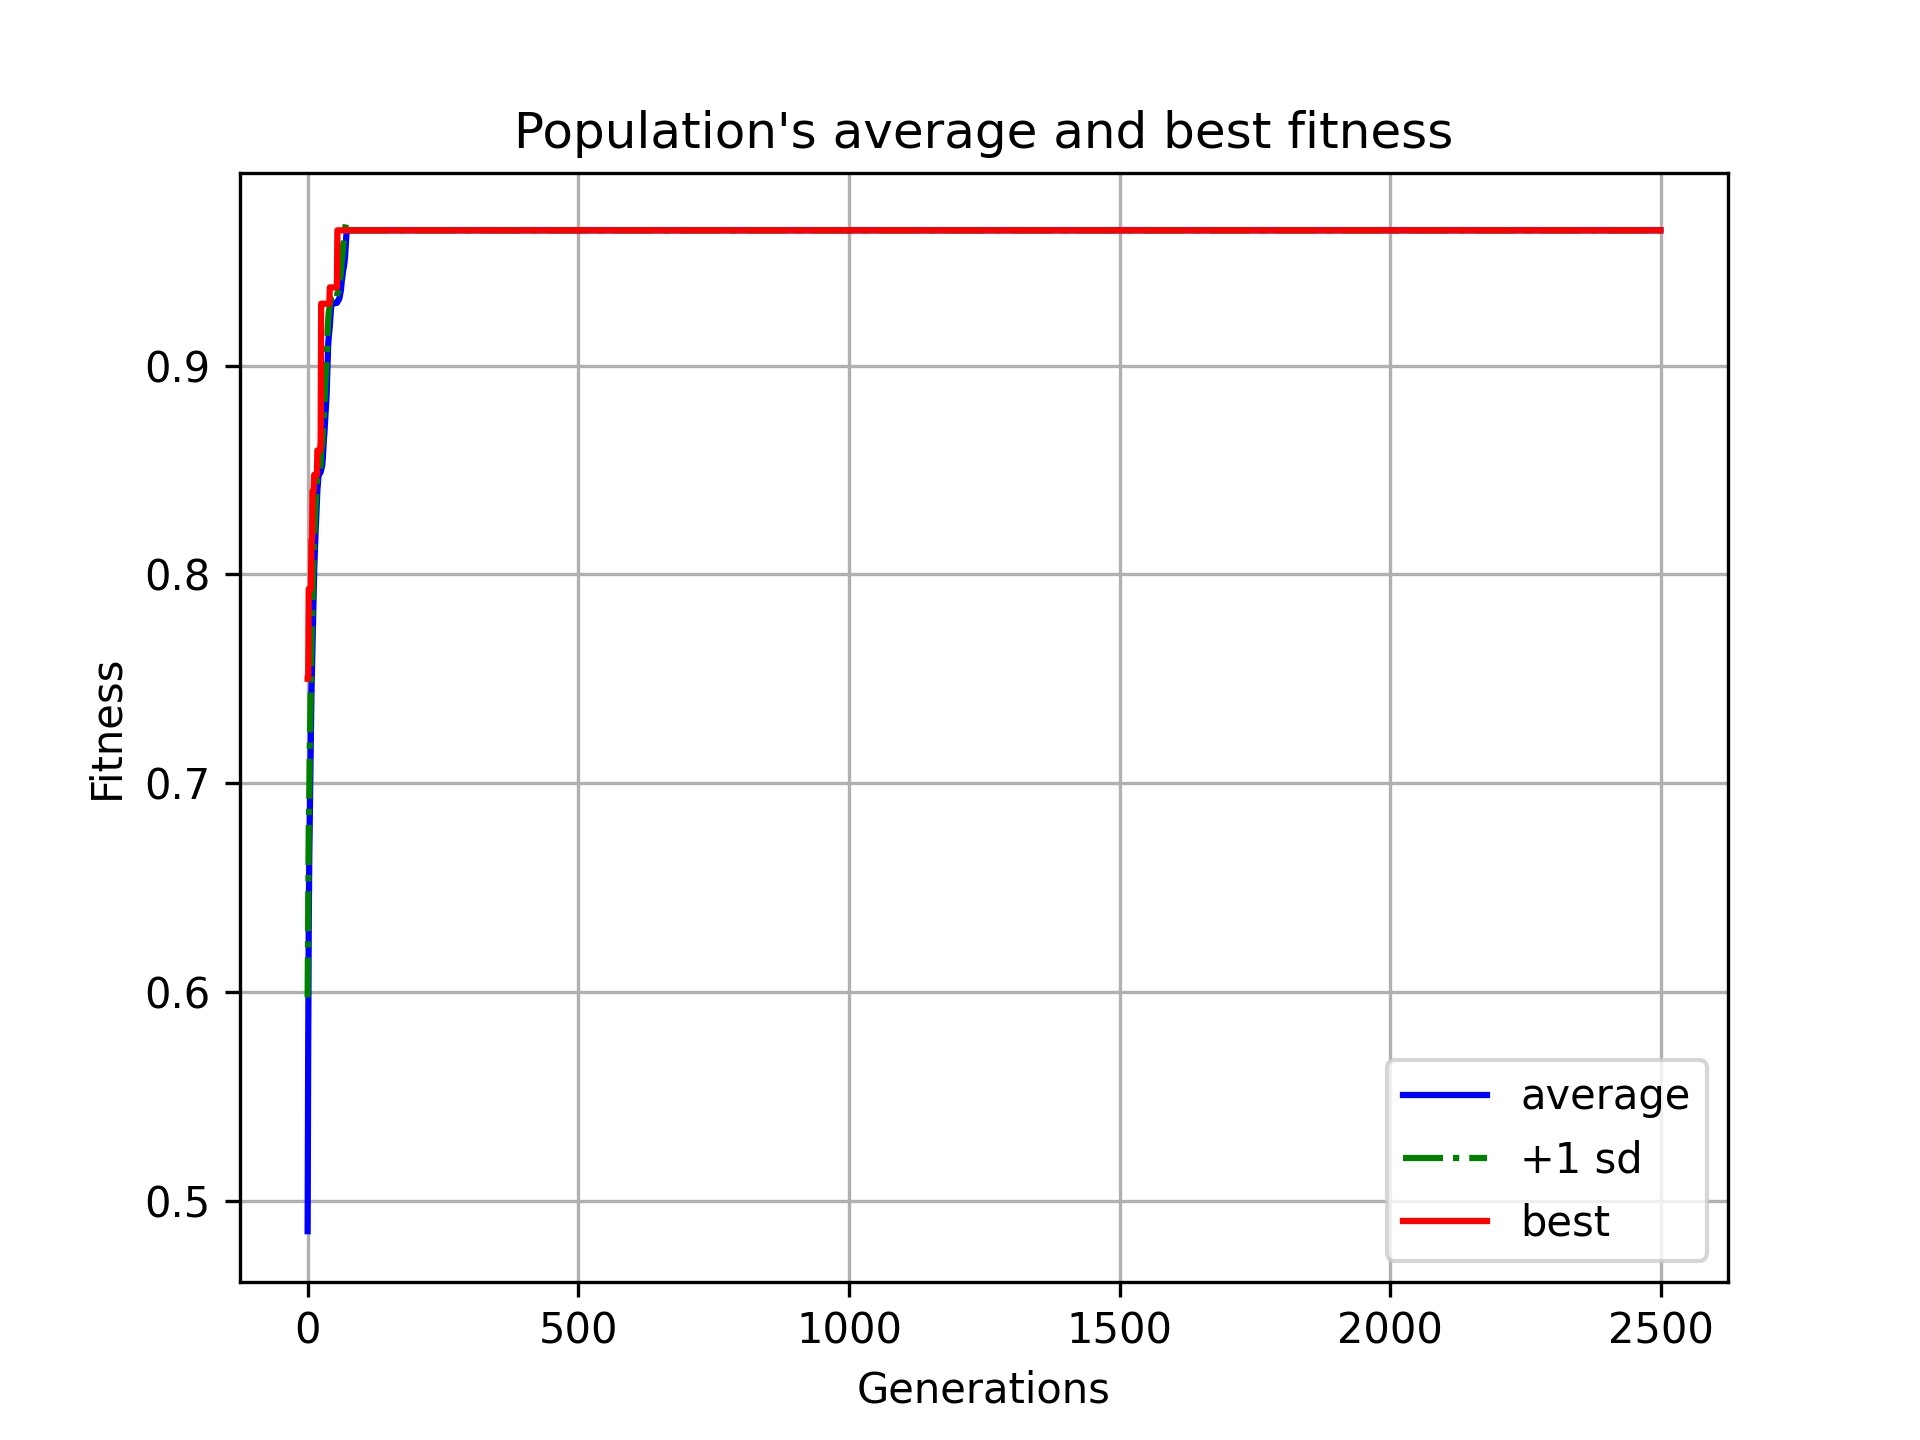 Population's average and best fitness
Fitness
0.9
0.8
0.7
0.6
0.5
0 500 1000 1500 2000 2500
Generations
average
+1 sd
best